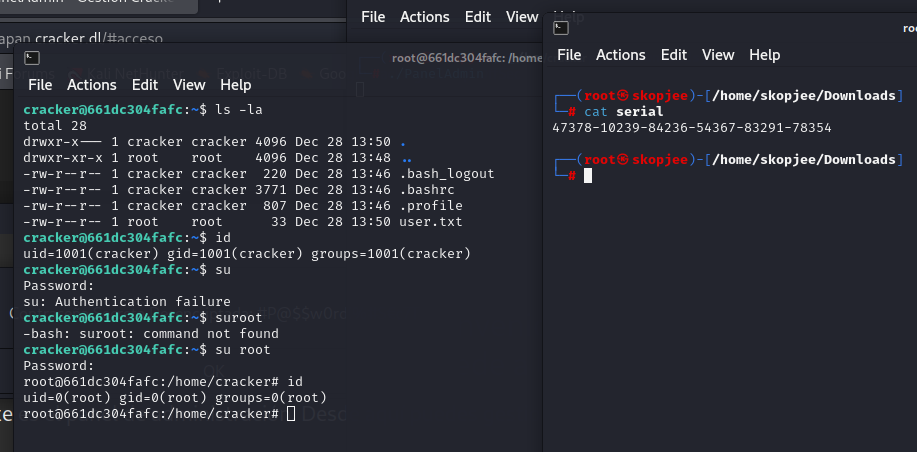 apan.cracker.dl/#acceso
File Actions Edit View Help
root@661dc304fafc: /home/
File Actions Edit View Help
cracker@661dc304fafc:~$ ls -la
total 28
drwxr-x--- 1 cracker cracker 4096 Dec 28 13:50 .
drwxr-xr-x 1 root root 4096 Dec 28 13:48 ..
-rw-r--r-- 1 cracker cracker 220 Dec 28 13:46 .bash_logout
-rw-r--r-- 1 cracker cracker 3771 Dec 28 13:46 .bashrc
-rw-r--r-- 1 cracker cracker 807 Dec 28 13:46 .profile
-rw-r--r-- 1 root root 33 Dec 28 13:50 user.txt
cracker@661dc304fafc:~$ id
uid=1001(cracker) gid=1001(cracker) groups=1001(cracker)
cracker@661dc304fafc:~$ su
Password:
su: Authentication failure
cracker@661dc304fafc:~$ suroot
-bash: suroot: command not found
cracker@661dc304fafc:~$ su root
Password:
root@661dc304fafc:/home/cracker# id
uid=0(root) gid=0(root) groups=0(root)
root@661dc304fafc:/home/cracker#
File Actions Edit View Help
┌──(root㉿skopjee)-[/home/skopjee/Downloads]
└─# cat serial
47378-10239-84236-54367-83291-78354
┌──(root㉿skopjee)-[/home/skopjee/Downloads]
└─#